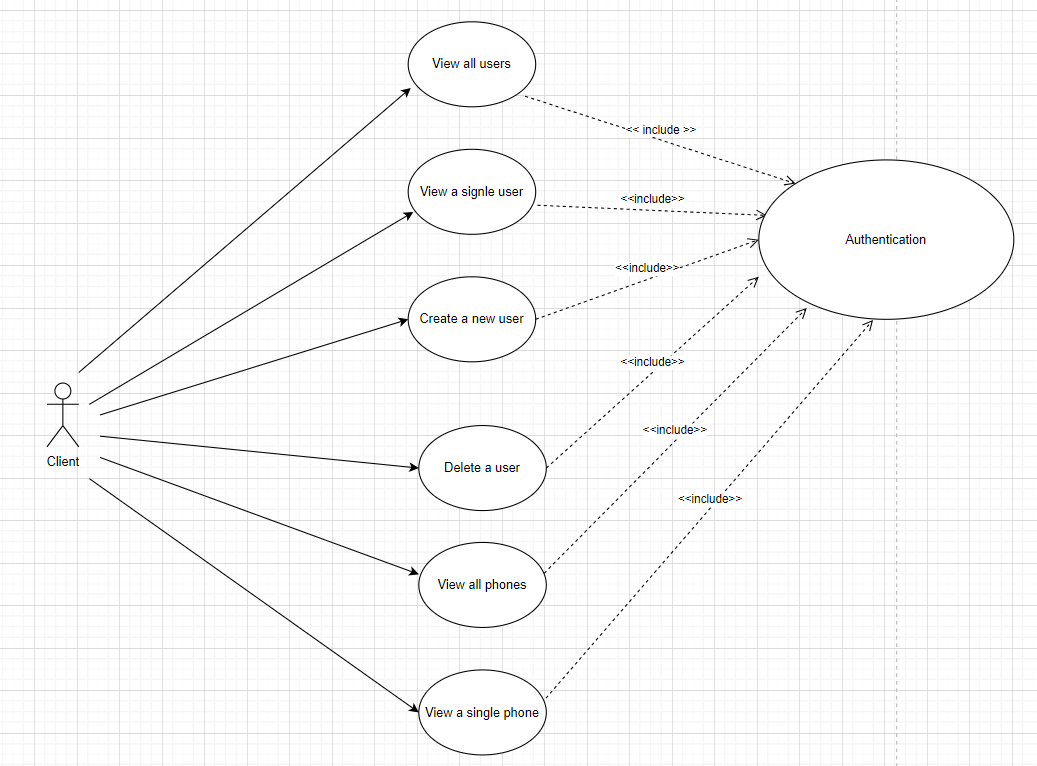 View all users
<< include >>
View a signle user
<<include>>
Authentication
<<include>>
Create a new user
<<include>>
<<include>>
Client
Delete a user
<<include>>
View all phones
View a single phone